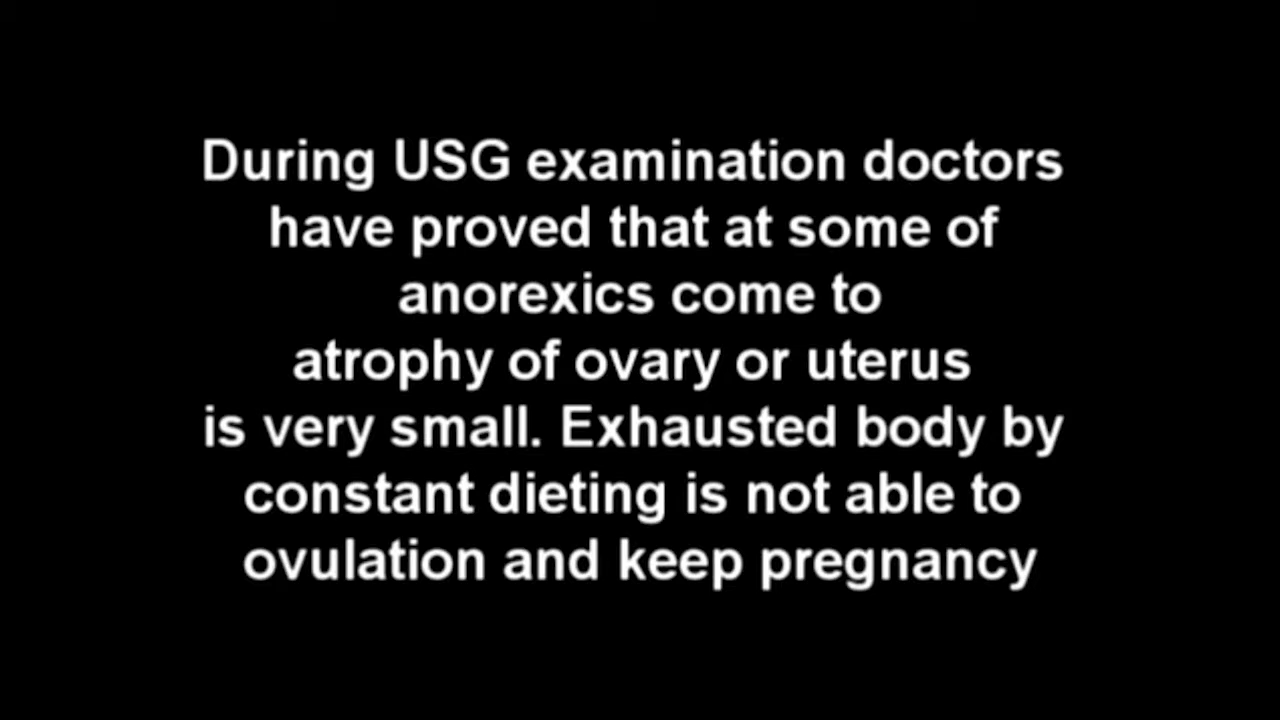 During USG examination doctors
have proved that at some of
anorexics come to
atrophy of ovary or uterus
is very small. Exhausted body by
constant dieting is not able to
ovulation and keep pregnancy